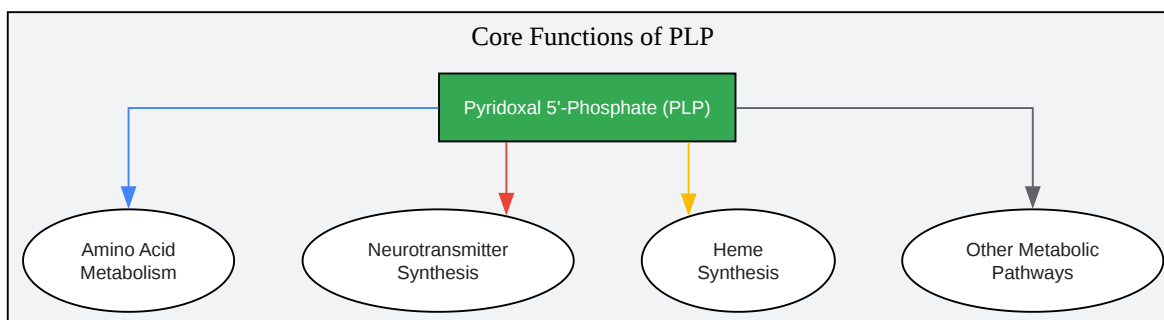 Core Functions of PLP
Pyridoxal 5'-Phosphate (PLP)
Amino Acid
Metabolism
Neurotransmitter
Synthesis
Heme
Synthesis
Other Metabolic
Pathways